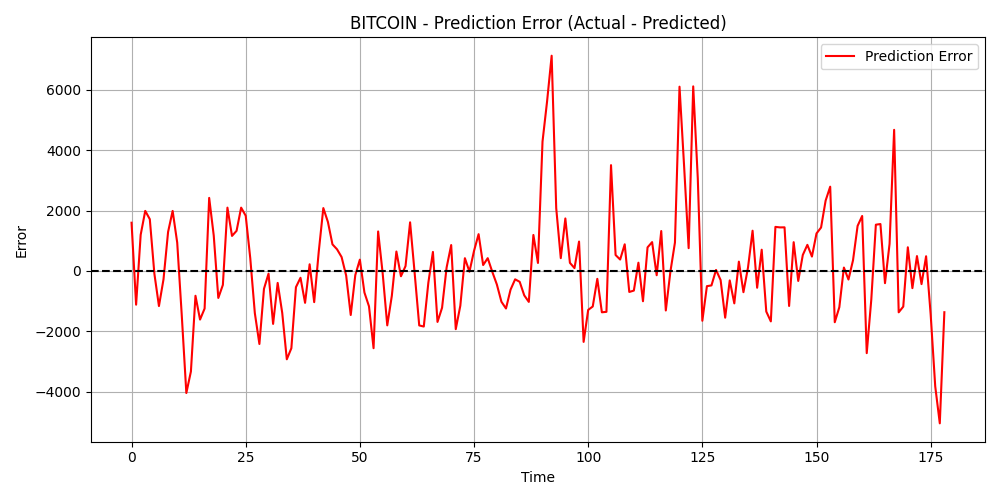 BITCOIN - Prediction Error (Actual - Predicted)
Prediction Error
Error
6000
4000
2000
0
−2000
−4000
0 25 50 75 100 125 150 175
Time